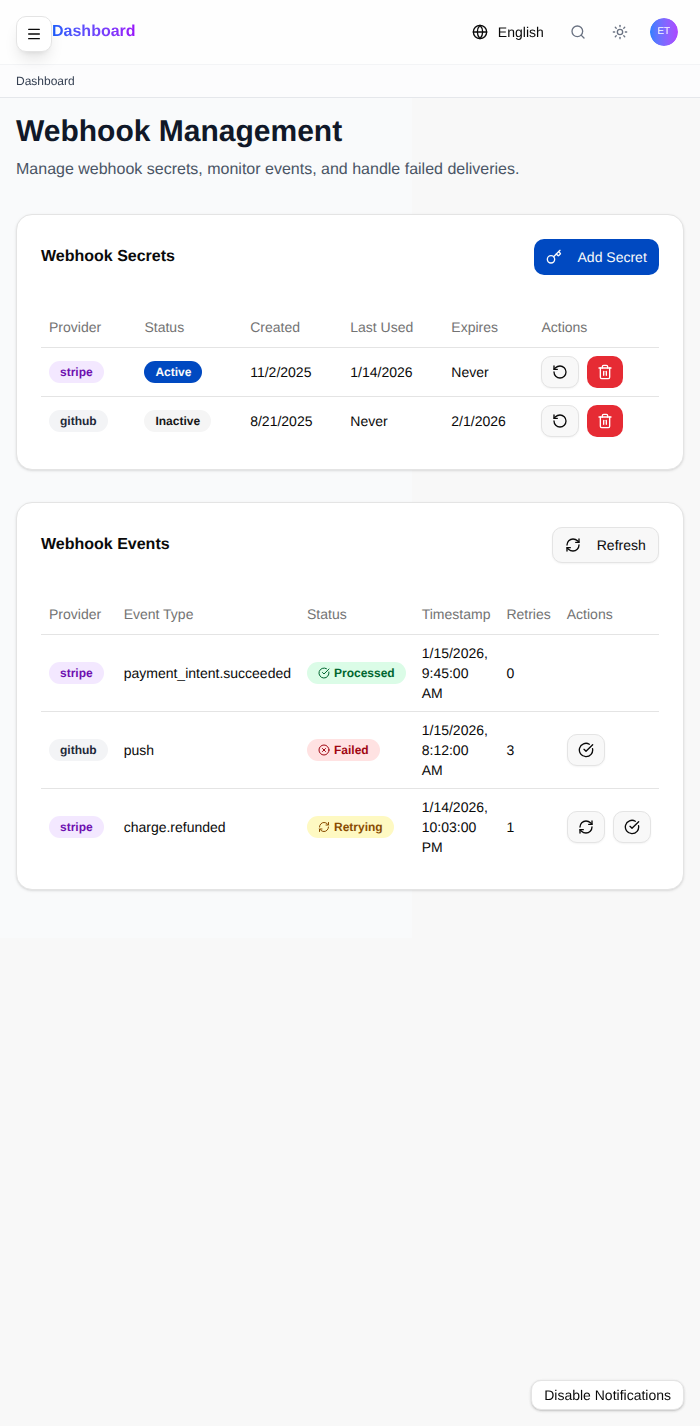 Dashboard
English
ET
Dashboard
Webhook Management
Manage webhook secrets, monitor events, and handle failed deliveries.
Webhook Secrets
Add Secret
Provider Status Created Last Used Expires Actions
stripe Active 11/2/2025 1/14/2026 Never
github Inactive 8/21/2025 Never 2/1/2026
Webhook Events
Refresh
Provider Event Type Status Timestamp Retries Actions
stripe payment_intent.succeeded Processed 1/15/2026, 9:45:00 AM 0
github push Failed 1/15/2026, 8:12:00 AM 3
stripe charge.refunded Retrying 1/14/2026, 10:03:00 PM 1
Disable Notifications